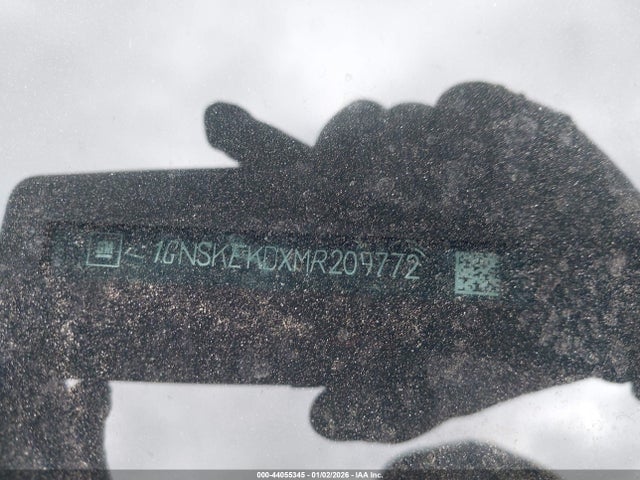 1GNSKEKDXMR209772
000-44055345 - 01/02/2026 - IAA Inc.